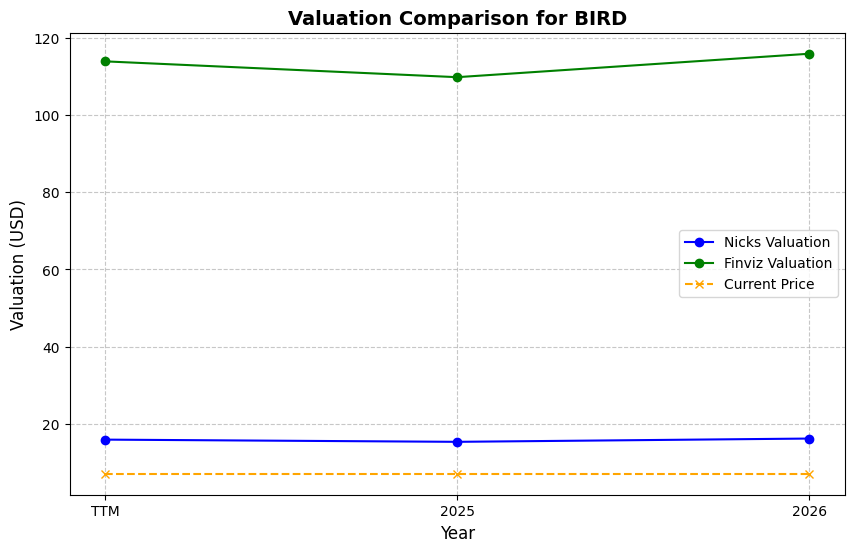 Valuation Comparison for BIRD
Valuation (USD)
120
100
80
60
40
20
Nicks Valuation
Finviz Valuation
Current Price
TTM
2025
2026
Year